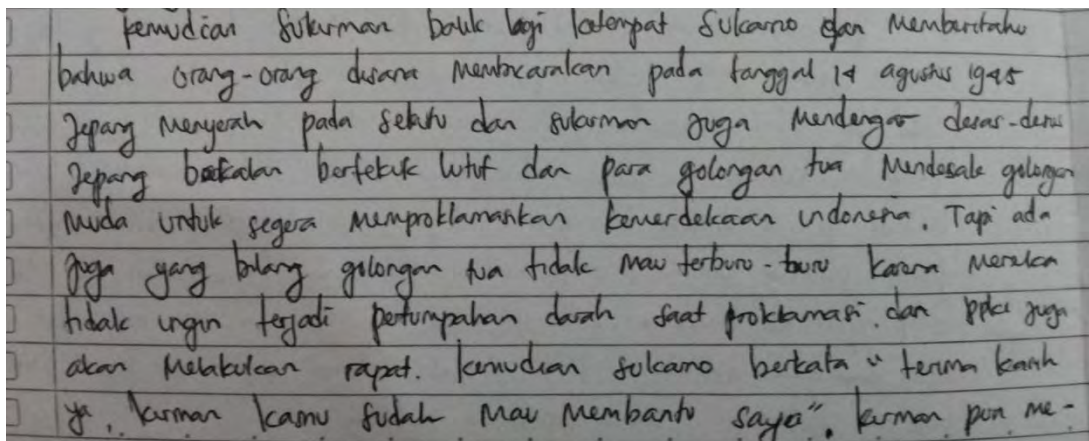 kemudian Sukarman balik lagi ketempat Sukarno dan Memberitahu
bahwa orang-orang disana Membicarakan pada tanggal 14 agustus 1945
Jepang Menyerah pada sekutu dan sukarman juga Mendengar desas-desus
Jepang bakalan bertekuk lutut dan para golongan tua Mendesak golongan
Muda untuk segera Memproklamasikan kemerdekaan indonesia. Tapi ada
juga yang bilang golongan tua tidak Mau terburu-buru karena Mereka
tidak ingin terjadi pertumpahan darah saat proklamasi. dan ppki juga
akan Melakukan rapat. kemudian sukarno berkata "terima kasih
ya, karman kamu sudah Mau Membantu saya", karman pun me-